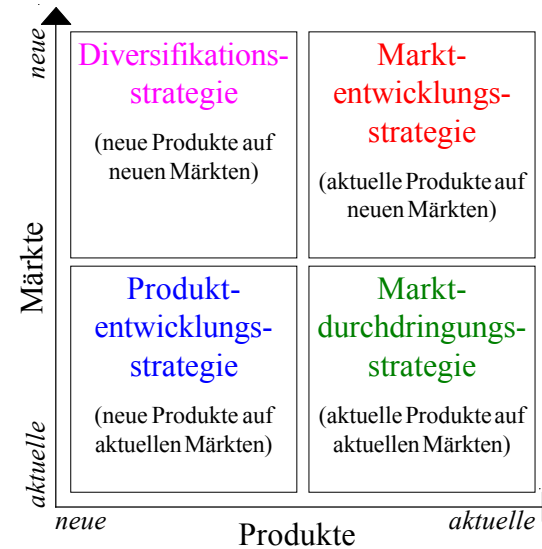 neue
Märkte
aktuelle
Diversifikations-
strategie
(neue Produkte auf
neuen Märkten)
Markt-
entwicklungs-
strategie
(aktuelle Produkte auf
neuen Märkten)
Produkt-
entwicklungs-
strategie
(neue Produkte auf
aktuellen Märkten)
Markt-
durchdringungs-
strategie
(aktuelle Produkte auf
aktuellen Märkten)
neue
Produkte
aktuelle